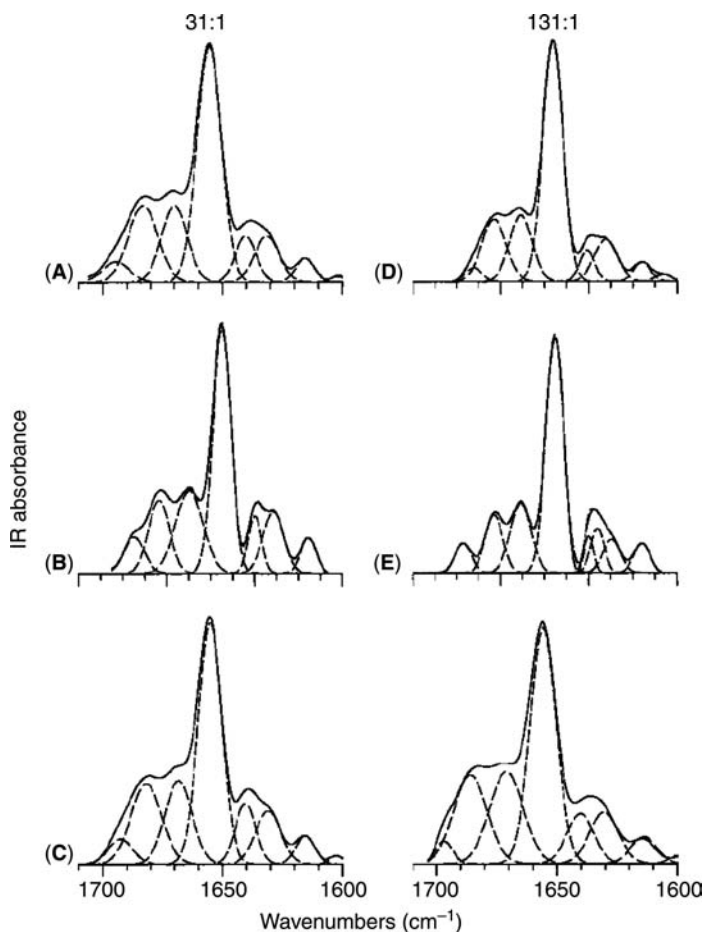 31:1 131:1
(A) (D)
(B) (E)
(C)
IR absorbance
1700 1650 1600 1700 1650 1600
Wavenumbers (cm⁻¹)